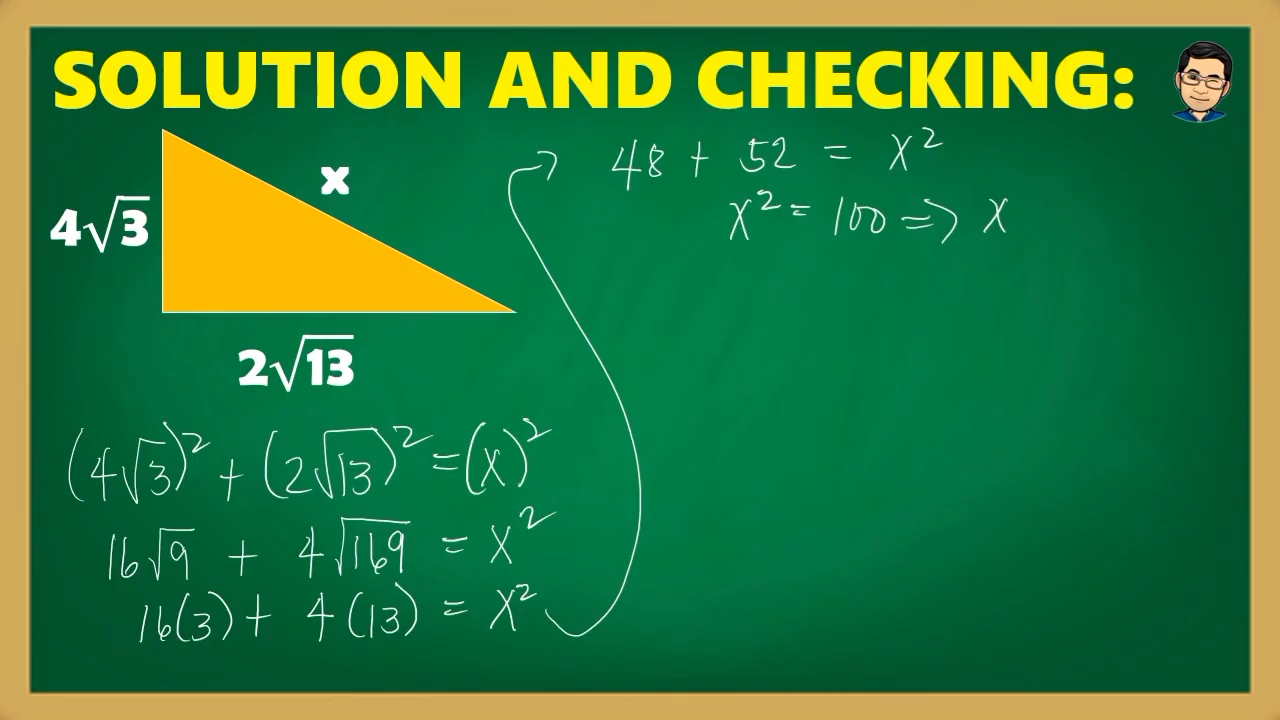 SOLUTION AND CHECKING:
x
4√3
2√13
(4√3)² + (2√13)² = (x)²
16√9 + 4√169 = x²
16(3) + 4(13) = x²
48 + 52 = x²
x² = 100 => x